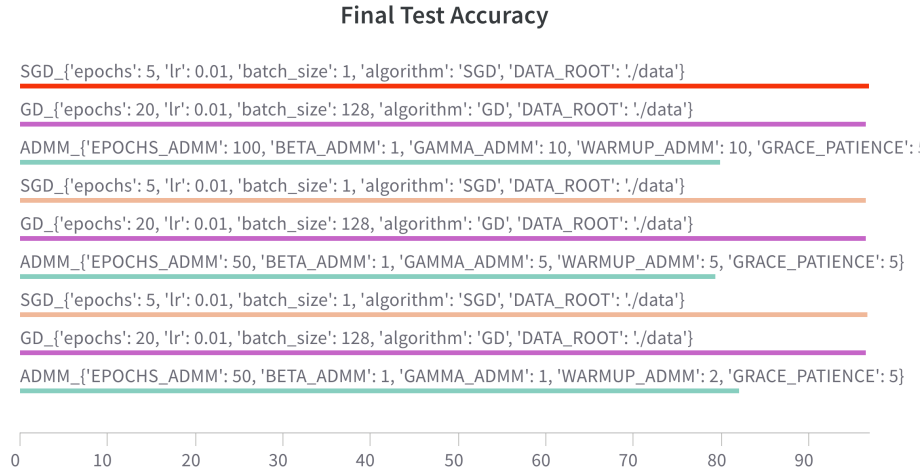 Final Test Accuracy
SGD_{'epochs': 5, 'lr': 0.01, 'batch_size': 1, 'algorithm': 'SGD', 'DATA_ROOT': './data'}
GD_{'epochs': 20, 'lr': 0.01, 'batch_size': 128, 'algorithm': 'GD', 'DATA_ROOT': './data'}
ADMM_{'EPOCHS_ADMM': 100, 'BETA_ADMM': 1, 'GAMMA_ADMM': 10, 'WARMUP_ADMM': 10, 'GRACE_PATIENCE':
SGD_{'epochs': 5, 'lr': 0.01, 'batch_size': 1, 'algorithm': 'SGD', 'DATA_ROOT': './data'}
GD_{'epochs': 20, 'lr': 0.01, 'batch_size': 128, 'algorithm': 'GD', 'DATA_ROOT': './data'}
ADMM_{'EPOCHS_ADMM': 50, 'BETA_ADMM': 1, 'GAMMA_ADMM': 5, 'WARMUP_ADMM': 5, 'GRACE_PATIENCE': 5}
SGD_{'epochs': 5, 'lr': 0.01, 'batch_size': 1, 'algorithm': 'SGD', 'DATA_ROOT': './data'}
GD_{'epochs': 20, 'lr': 0.01, 'batch_size': 128, 'algorithm': 'GD', 'DATA_ROOT': './data'}
ADMM_{'EPOCHS_ADMM': 50, 'BETA_ADMM': 1, 'GAMMA_ADMM': 1, 'WARMUP_ADMM': 2, 'GRACE_PATIENCE': 5}
0 10 20 30 40 50 60 70 80 90